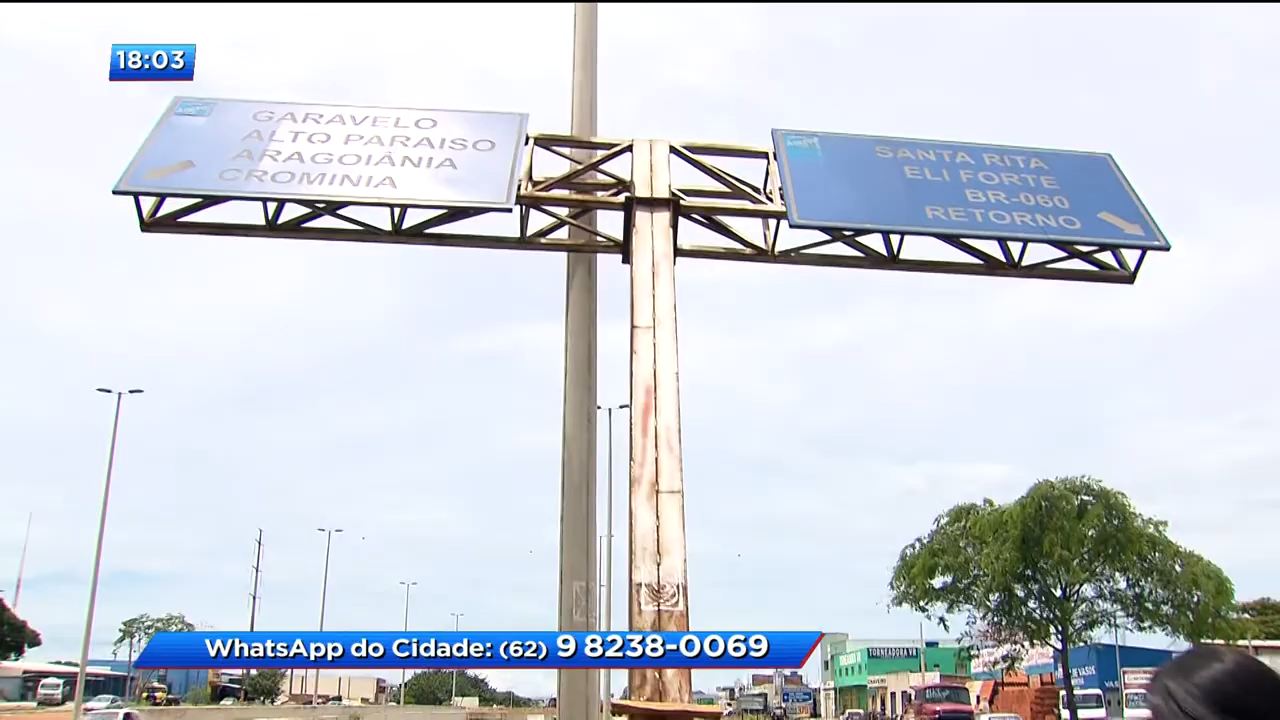 18:03
GARAVELO
ALTO PARAISO
ARAGOIÂNIA
CROMINIA
SANTA RITA
ELI FORTE
BR-060
RETORNO
WhatsApp do Cidade: (62) 9 8238-0069
TORNEADORA VR